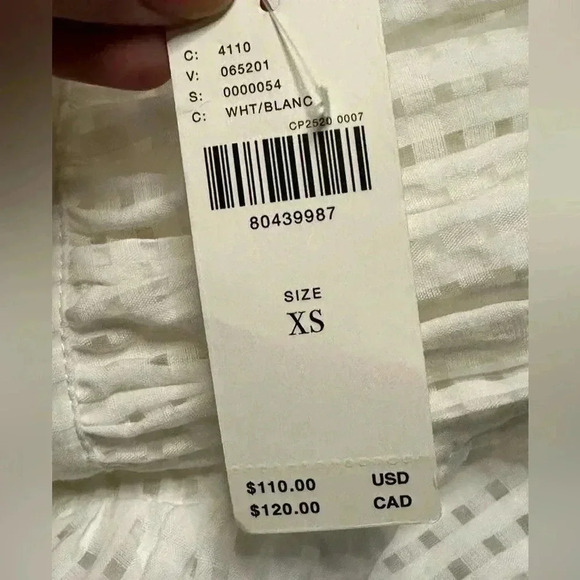 C: 4110
V: 065201
S: 0000054
C: WHT/BLANC
CP2520 0007
80439987
SIZE
XS
$110.00 USD
$120.00 CAD